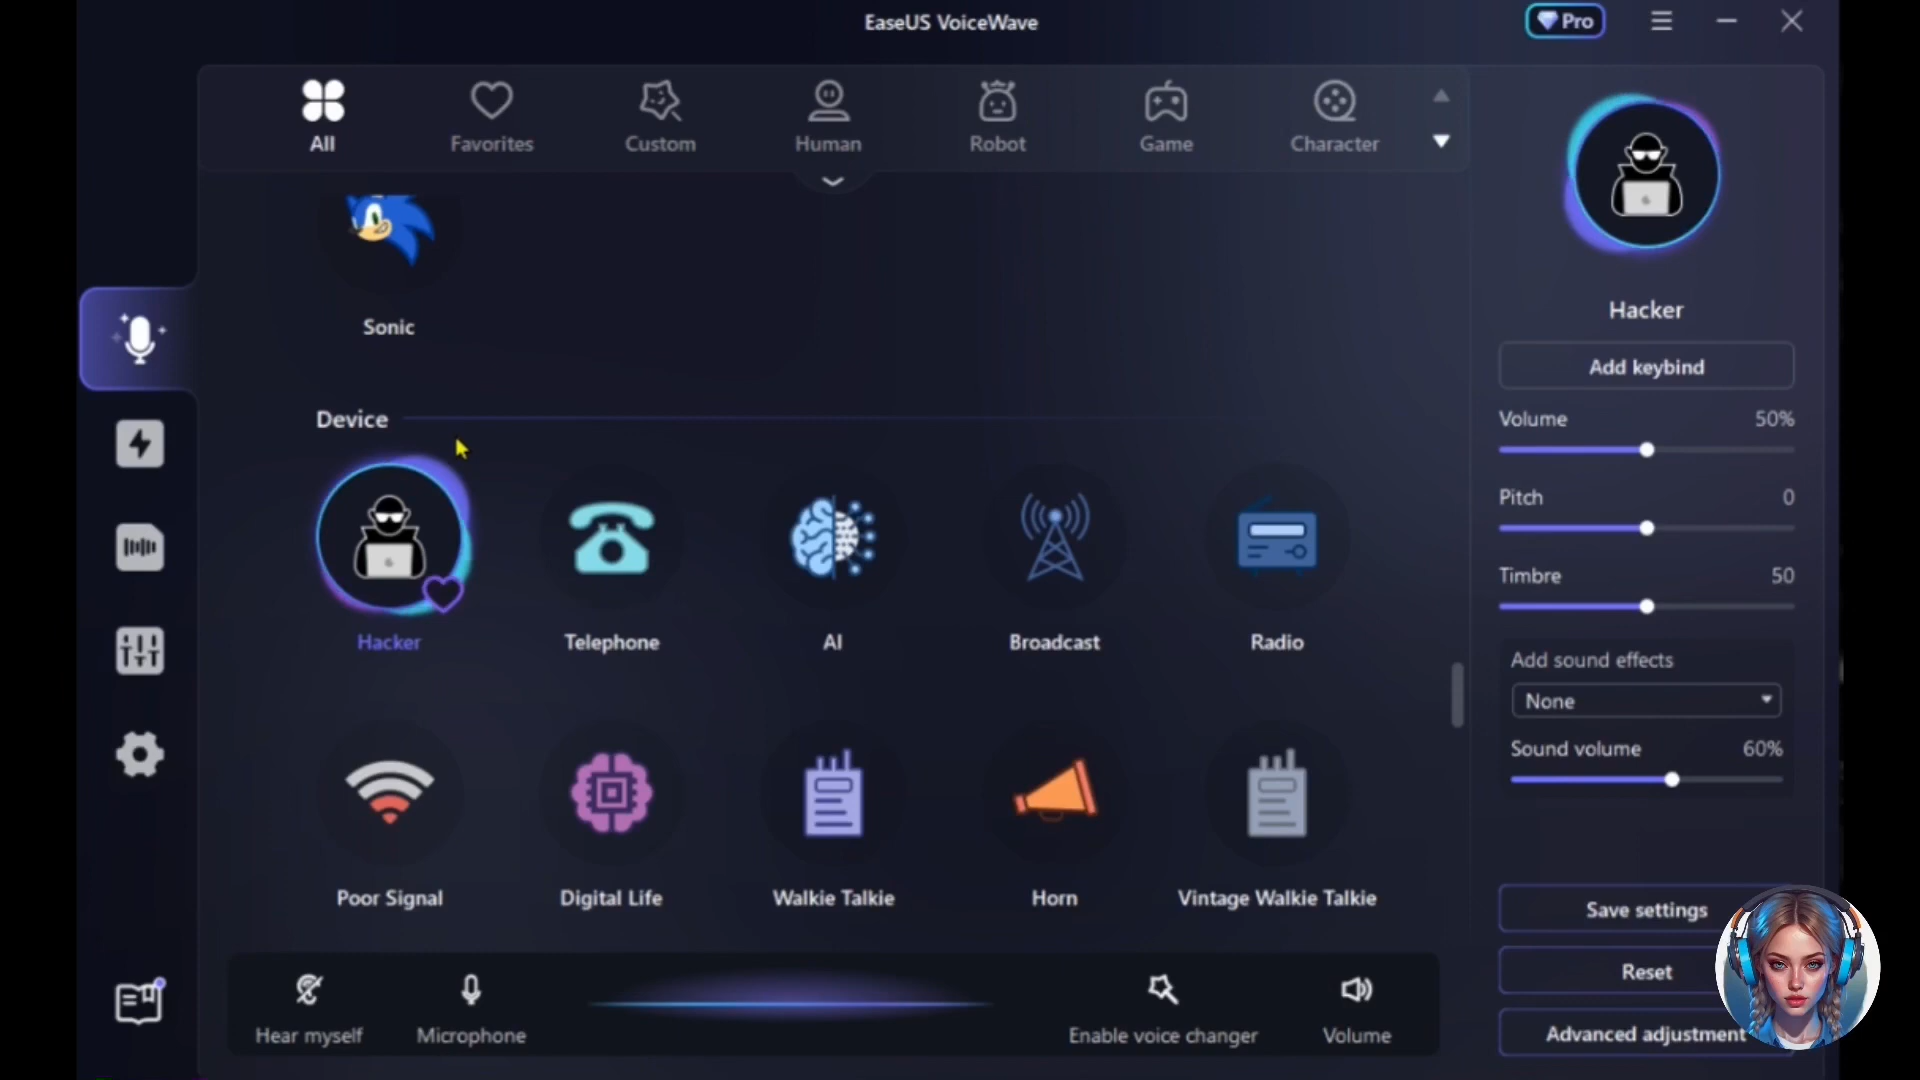 EaseUS VoiceWave
Pro
All
Favorites
Custom
Human
Robot
Game
Character
Sonic
Device
Hacker
Telephone
AI
Broadcast
Radio
Poor Signal
Digital Life
Walkie Talkie
Horn
Vintage Walkie Talkie
Hear myself
Microphone
Enable voice changer
Volume
Hacker
Add keybind
Volume 50%
Pitch 0
Timbre 50
Add sound effects
None
Sound volume 60%
Save settings
Reset
Advanced adjustment